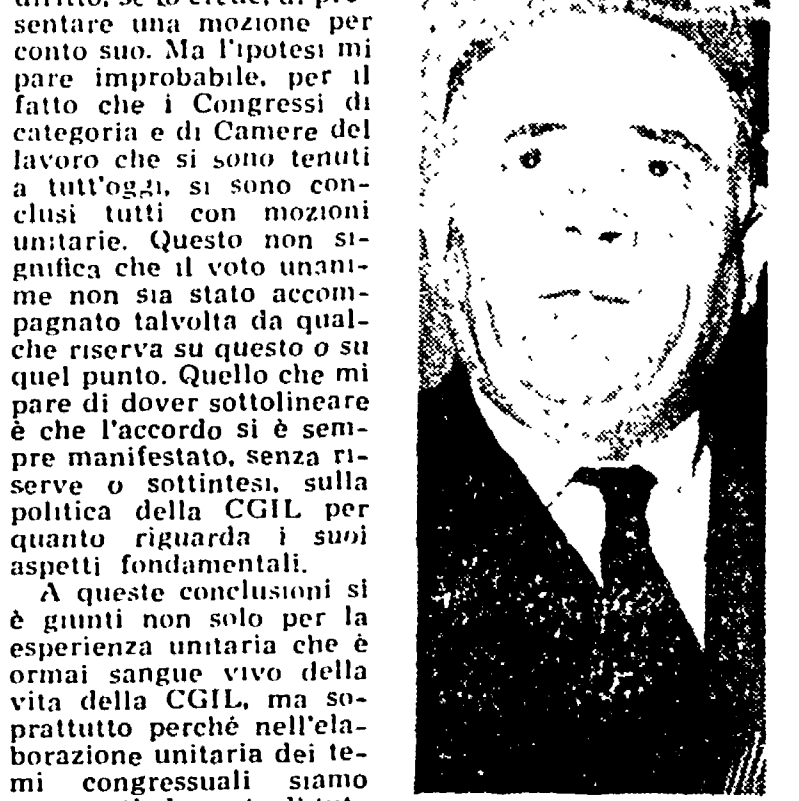 sentare una mozione per
conto suo. Ma l'ipotesi mi
pare improbabile, per il
fatto che i Congressi di
categoria e di Camere del
lavoro che si sono tenuti
a tutt'oggi, si sono con-
clusi tutti con mozioni
unitarie. Questo non si-
gnifica che il voto unani-
me non sia stato accom-
pagnato talvolta da qual-
che riserva su questo o su
quel punto. Quello che mi
pare di dover sottolineare
è che l'accordo si è sem-
pre manifestato, senza ri-
serve o sottintesi, sulla
politica della CGIL per
quanto riguarda i suoi
aspetti fondamentali.
A queste conclusioni si
è giunti non solo per la
esperienza unitaria che è
ormai sangue vivo della
vita della CGIL, ma so-
prattutto perché nell'ela-
borazione unitaria dei te-
mi congressuali siamo